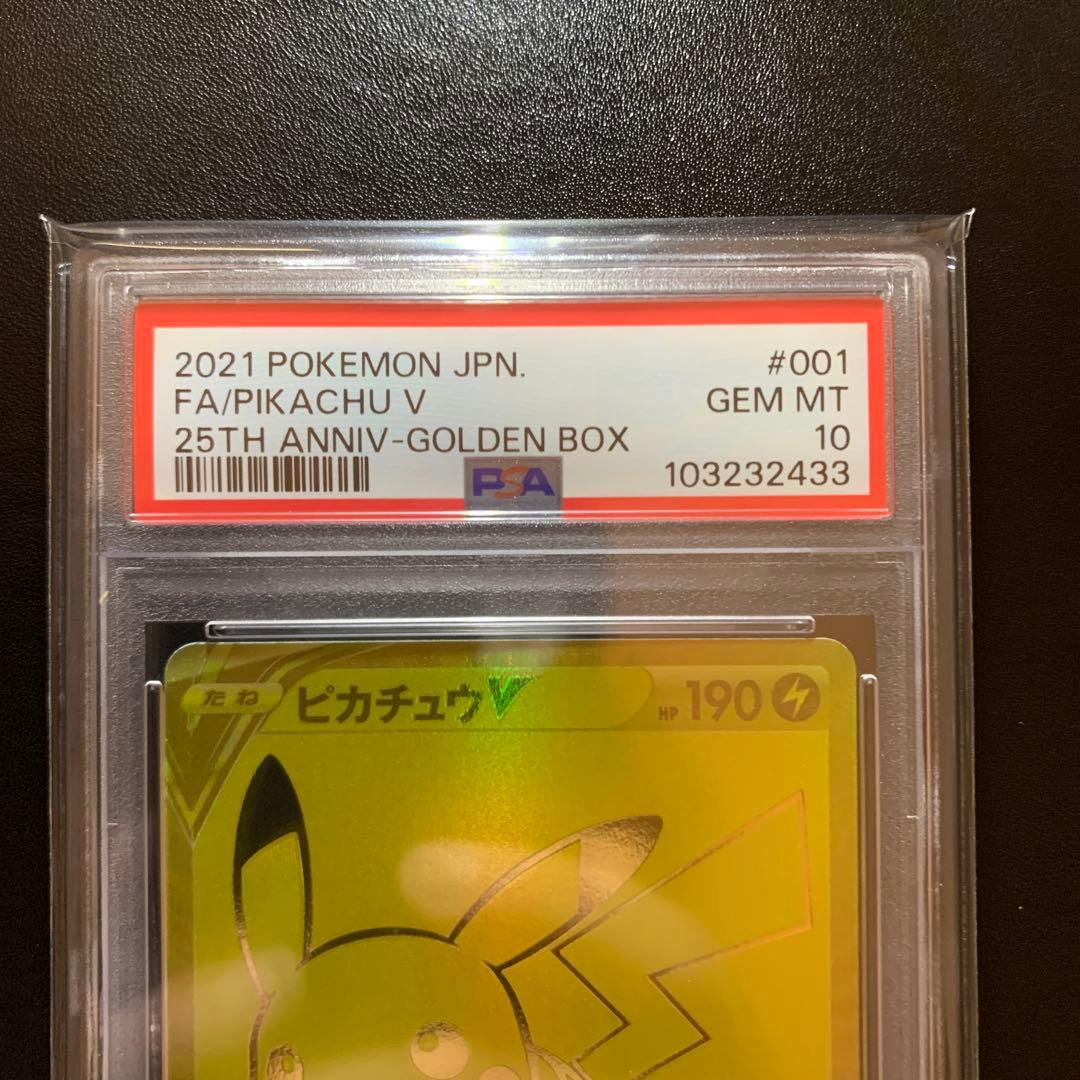 2021 POKEMON JPN. #001
FA/PIKACHU V GEM MT
25TH ANNIV-GOLDEN BOX 10
PSA 103232433
たね ピカチュウV HP 190